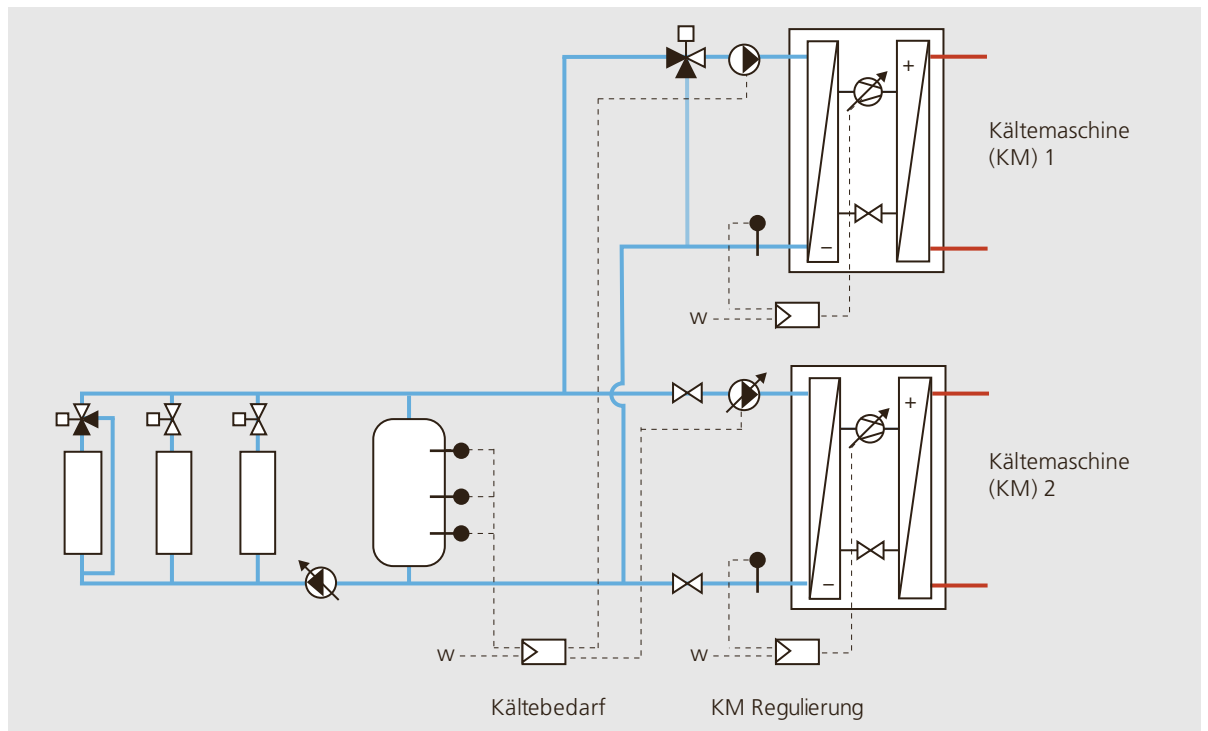 +
Kältemaschine
(KM) 1
–
w
+
Kältemaschine
(KM) 2
–
w
w
Kältebedarf
KM Regulierung